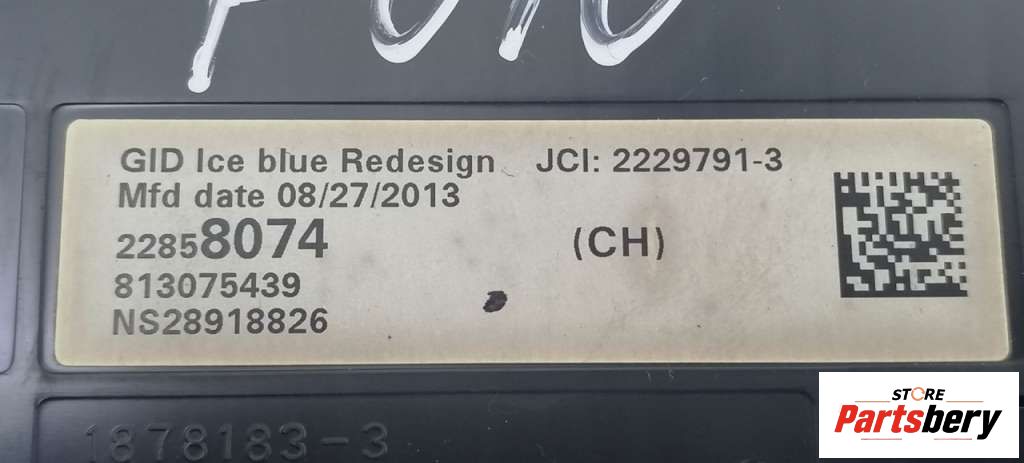 GID Ice blue Redesign JCI: 2229791-3
Mfd date 08/27/2013
22858074 (CH)
813075439
NS28918826
1878183-3
STORE
Partsbery